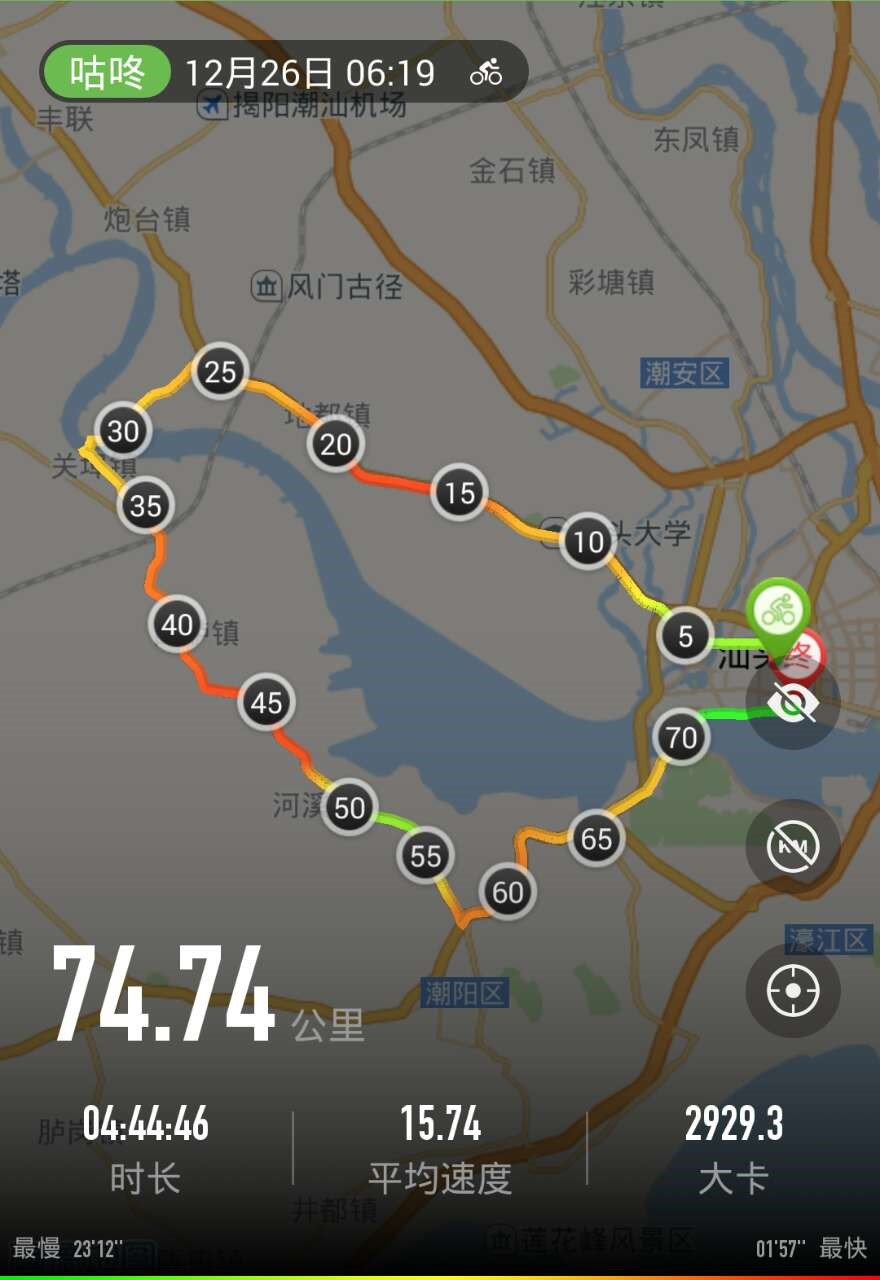 咕咚 12月26日 06:19
丰联
揭阳潮汕机场
东凤镇
金石镇
炮台镇
风门古径
彩塘镇
塔
潮安区
25
地都镇
30
20
关埠镇
15
35
10
头大学
5
40
镇
汕头
终
45
70
河溪
50
KM
65
55
60
镇
濠江区
潮阳区
74.74 公里
胪岗
04:44:46
15.74
2929.3
时长
平均速度
大卡
井都镇
莲花峰风景区
最慢 23'12''
01'57'' 最快